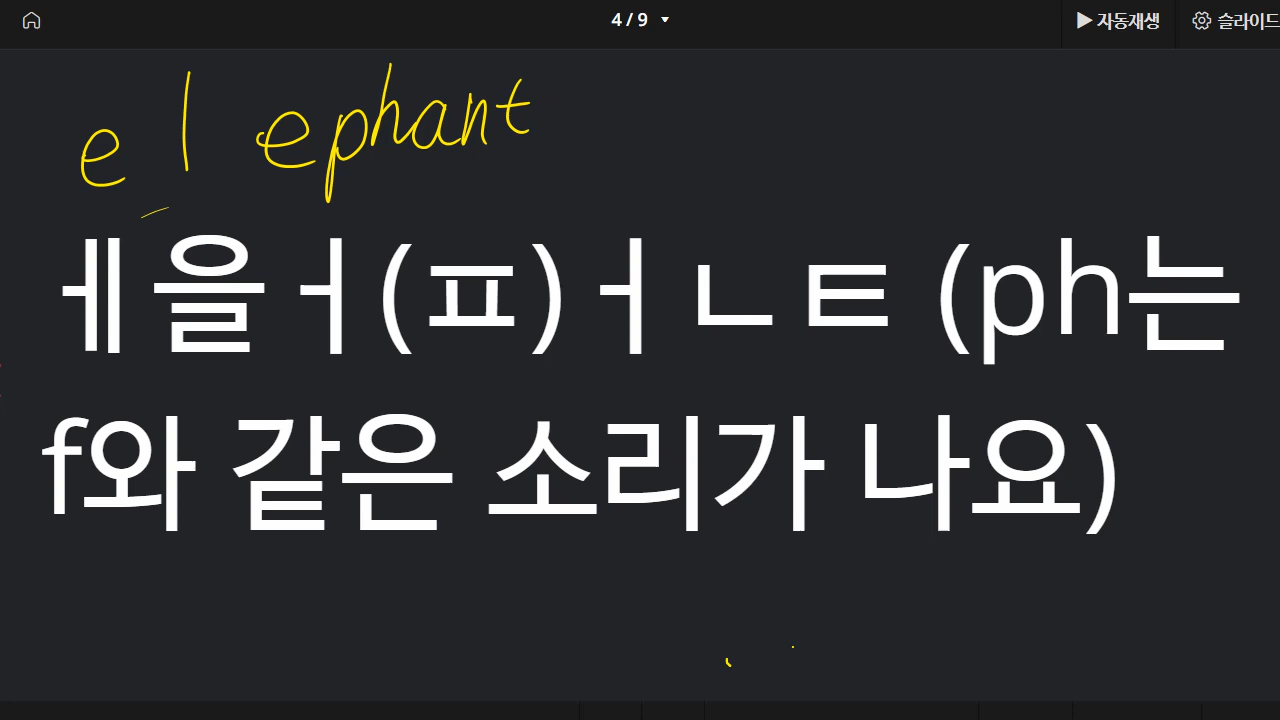 4 / 9
▶ 자동재생
슬라이드
e l ephant
ㅔ을ㅓ(ㅍ)ㅓㄴㅌ (ph는
f와 같은 소리가 나요)